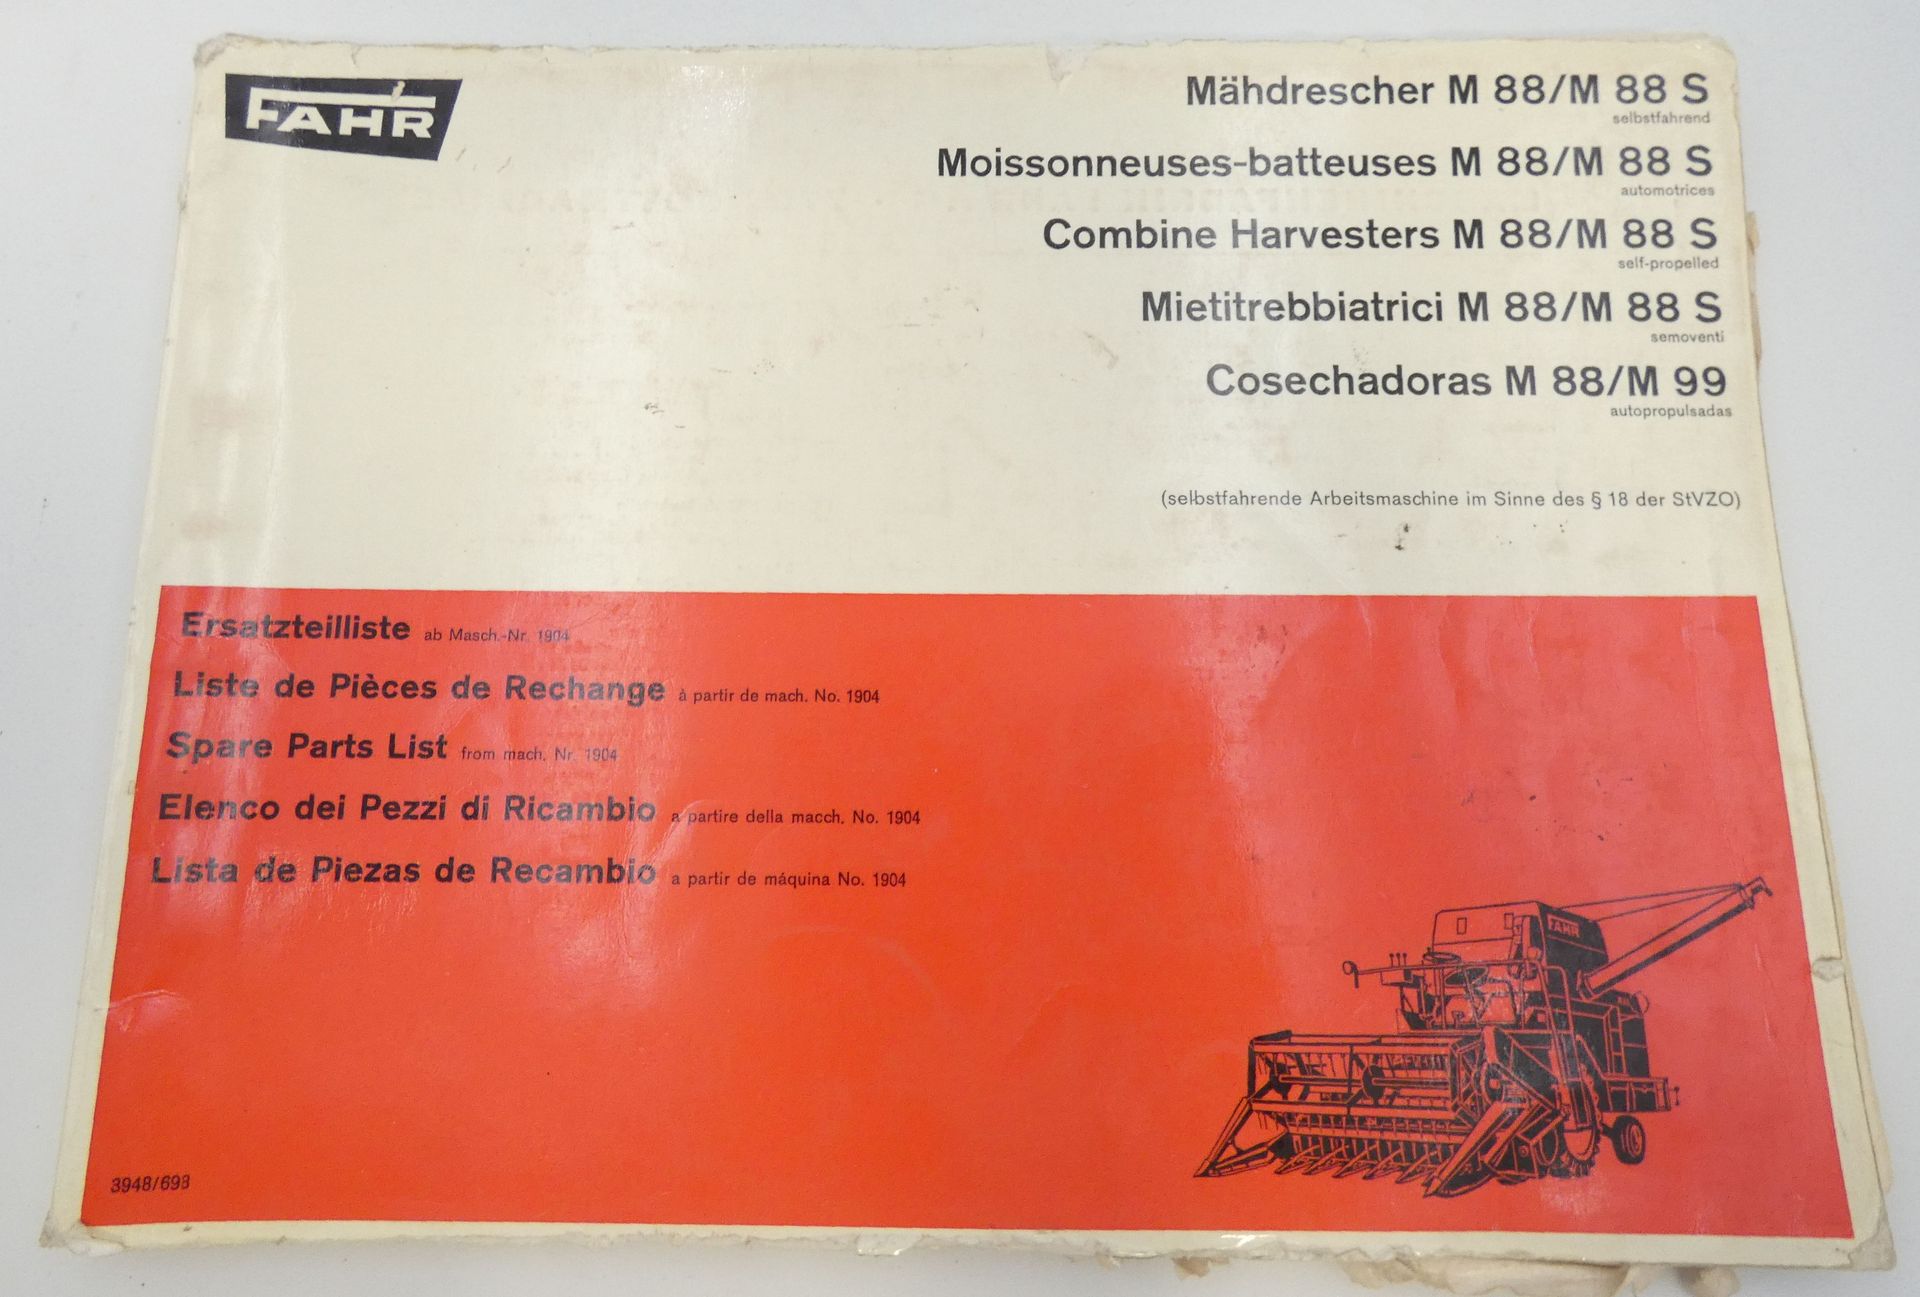 FAHR
Mähdrescher M 88/M 88 S
selbstfahrend
Moissonneuses-batteuses M 88/M 88 S
automotrices
Combine Harvesters M 88/M 88 S
self-propelled
Mietitrebbiatrici M 88/M 88 S
semoventi
Cosechadoras M 88/M 99
autopropulsadas
(selbstfahrende Arbeitsmaschine im Sinne des § 18 der StVZO)
Ersatzteilliste ab Masch.-Nr. 1904
Liste de Pièces de Rechange à partir de mach. No. 1904
Spare Parts List from mach. Nr. 1904
Elenco dei Pezzi di Ricambio a partire della macch. No. 1904
Lista de Piezas de Recambio a partir de máquina No. 1904
FAHR
3948/693